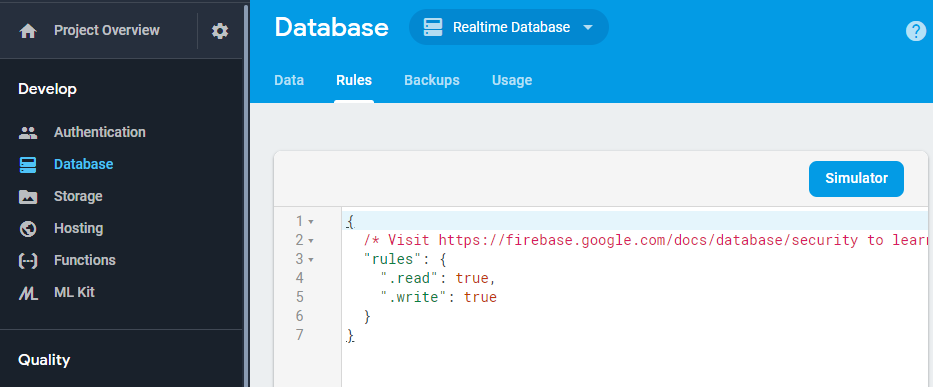 Project Overview
Develop
Authentication
Database
Storage
Hosting
Functions
ML Kit
Quality
Database
Realtime Database
?
Data Rules Backups Usage
Simulator
1 {
2 /* Visit https://firebase.google.com/docs/database/security to learn
3 "rules": {
4 ".read": true,
5 ".write": true
6 }
7 }